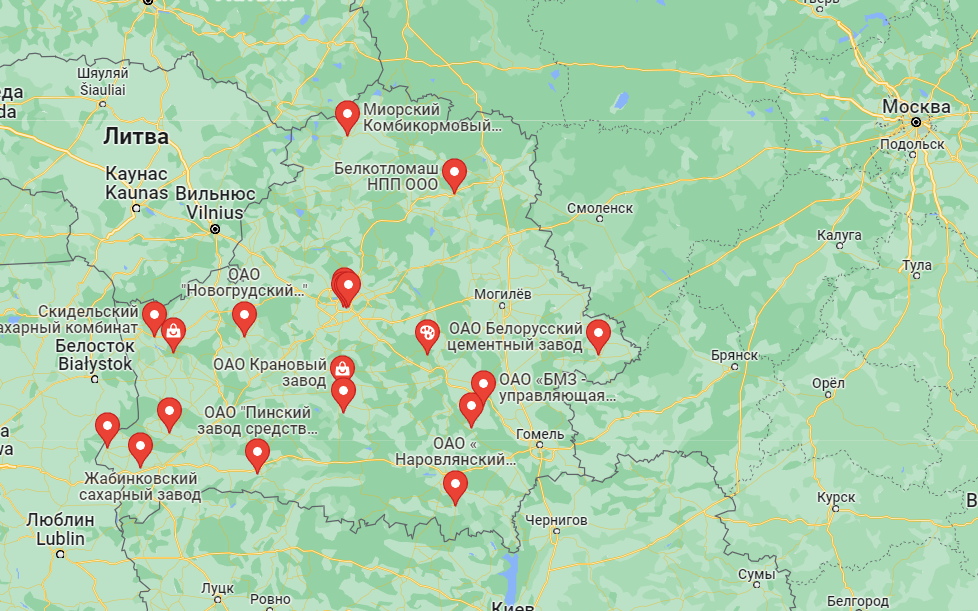 Тверь
Москва
Подольск
Шяуляй
Šiauliai
Литва
Миорский
Комбикормовый...
Каунас
Kaunas
Вильнюс
Vilnius
Белкотломаш
НПП ООО
Смоленск
Калуга
Тула
ОАО
"Новогрудский..."
Могилёв
Скидельский
ахарный комбинат
Белосток
Białystok
ОАО Белорусский
цементный завод
Брянск
Орёл
ОАО Крановый
завод
ОАО «БМЗ -
управляющая...
ОАО "Пинский
завод средств...
ОАО «
Наровлянский...
Гомель
Жабинковский
сахарный завод
Люблин
Lublin
Чернигов
Курск
Сумы
Белгород
Луцк
Ровно
Киев